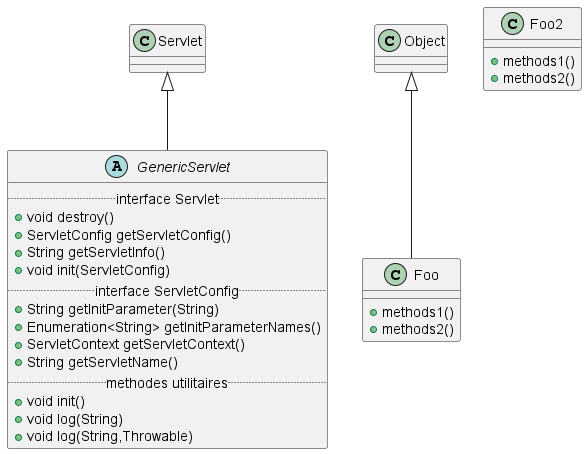 C Servlet
A GenericServlet
interface Servlet
void destroy()
ServletConfig getServletConfig()
String getServletInfo()
void init(ServletConfig)
interface ServletConfig
String getInitParameter(String)
Enumeration<String> getInitParameterNames()
ServletContext getServletContext()
String getServletName()
methodes utilitaires
void init()
void log(String)
void log(String,Throwable)
C Object
C Foo
methods1()
methods2()
C Foo2
methods1()
methods2()